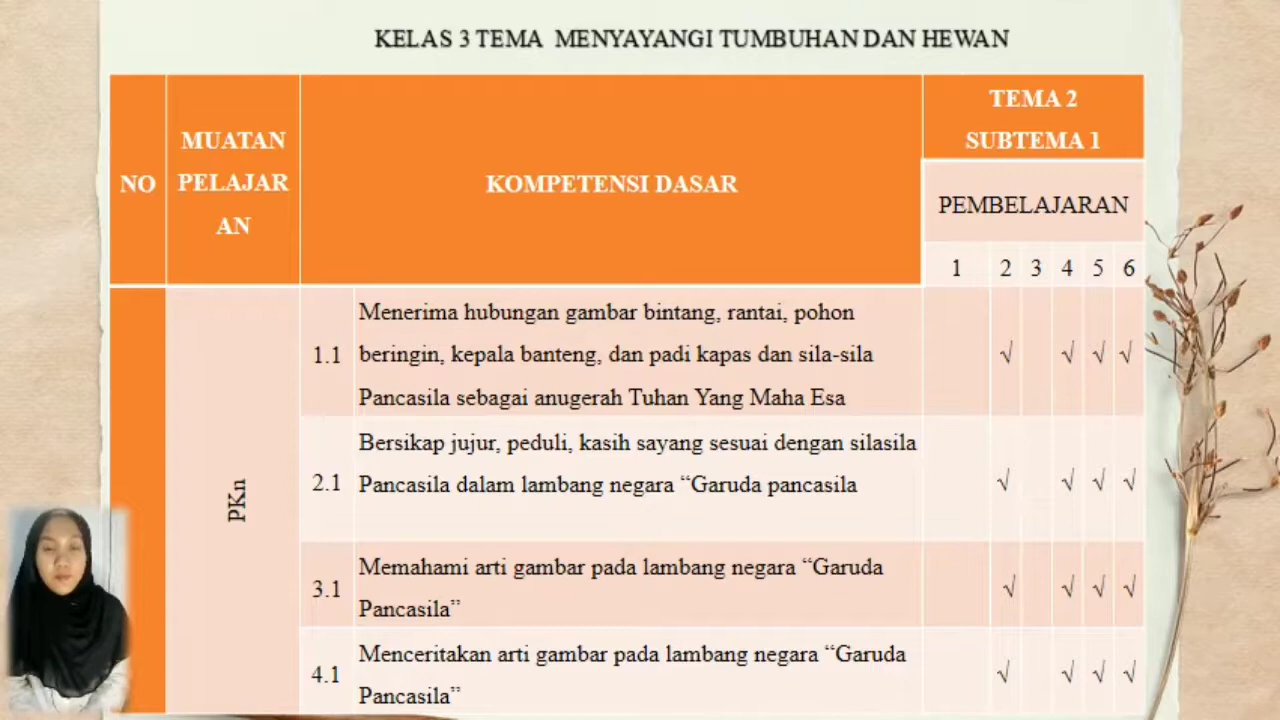 KELAS 3 TEMA MENYAYANGI TUMBUHAN DAN HEWAN
NO
MUATAN
PELAJAR
AN
KOMPETENSI DASAR
TEMA 2
SUBTEMA 1
PEMBELAJARAN
1 2 3 4 5 6
PKn
1.1
Menerima hubungan gambar bintang, rantai, pohon
beringin, kepala banteng, dan padi kapas dan sila-sila
Pancasila sebagai anugerah Tuhan Yang Maha Esa
√ √ √ √
2.1
Bersikap jujur, peduli, kasih sayang sesuai dengan silasila
Pancasila dalam lambang negara “Garuda pancasila
√ √ √ √
3.1
Memahami arti gambar pada lambang negara “Garuda
Pancasila”
√ √ √ √
4.1
Menceritakan arti gambar pada lambang negara “Garuda
Pancasila”
√ √ √ √